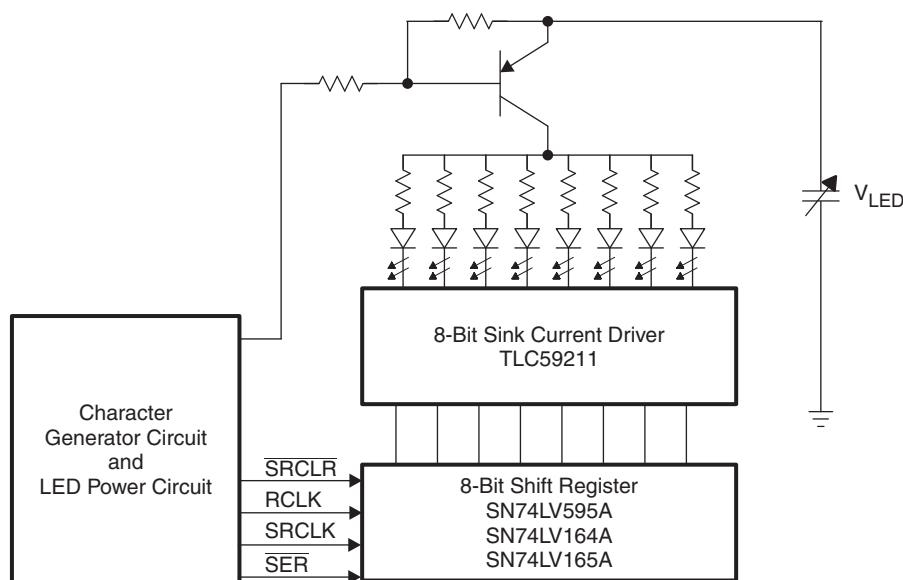 V_LED
8-Bit Sink Current Driver
TLC59211
Character
Generator Circuit
and
LED Power Circuit
SRCLR
RCLK
SRCLK
SER
8-Bit Shift Register
SN74LV595A
SN74LV164A
SN74LV165A